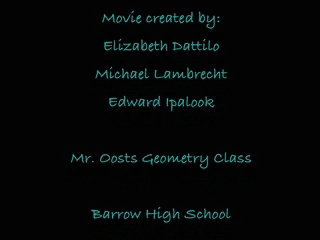 Movie created by:
Elizabeth Dattilo
Michael Lambrecht
Edward Ipalook
Mr. Oosts Geometry Class
Barrow High School